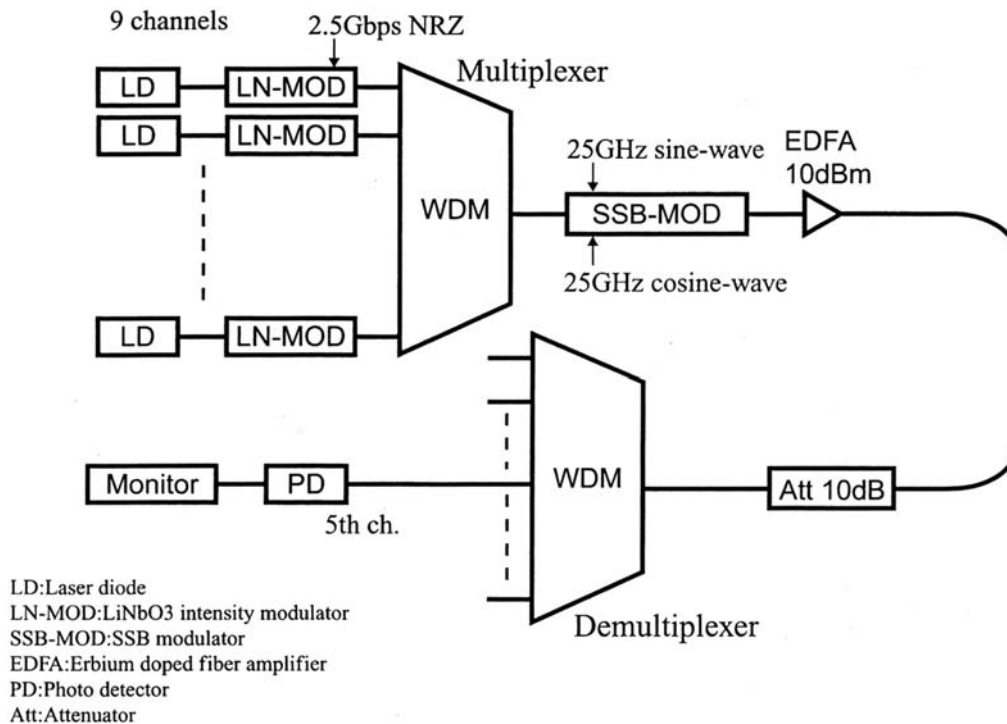 9 channels
2.5Gbps NRZ
LD
LN-MOD
Multiplexer
LD
LN-MOD
WDM
25GHz sine-wave
EDFA
10dBm
SSB-MOD
25GHz cosine-wave
LD
LN-MOD
Monitor
PD
5th ch.
WDM
Att 10dB
Demultiplexer
LD:Laser diode
LN-MOD:LiNbO3 intensity modulator
SSB-MOD:SSB modulator
EDFA:Erbium doped fiber amplifier
PD:Photo detector
Att:Attenuator